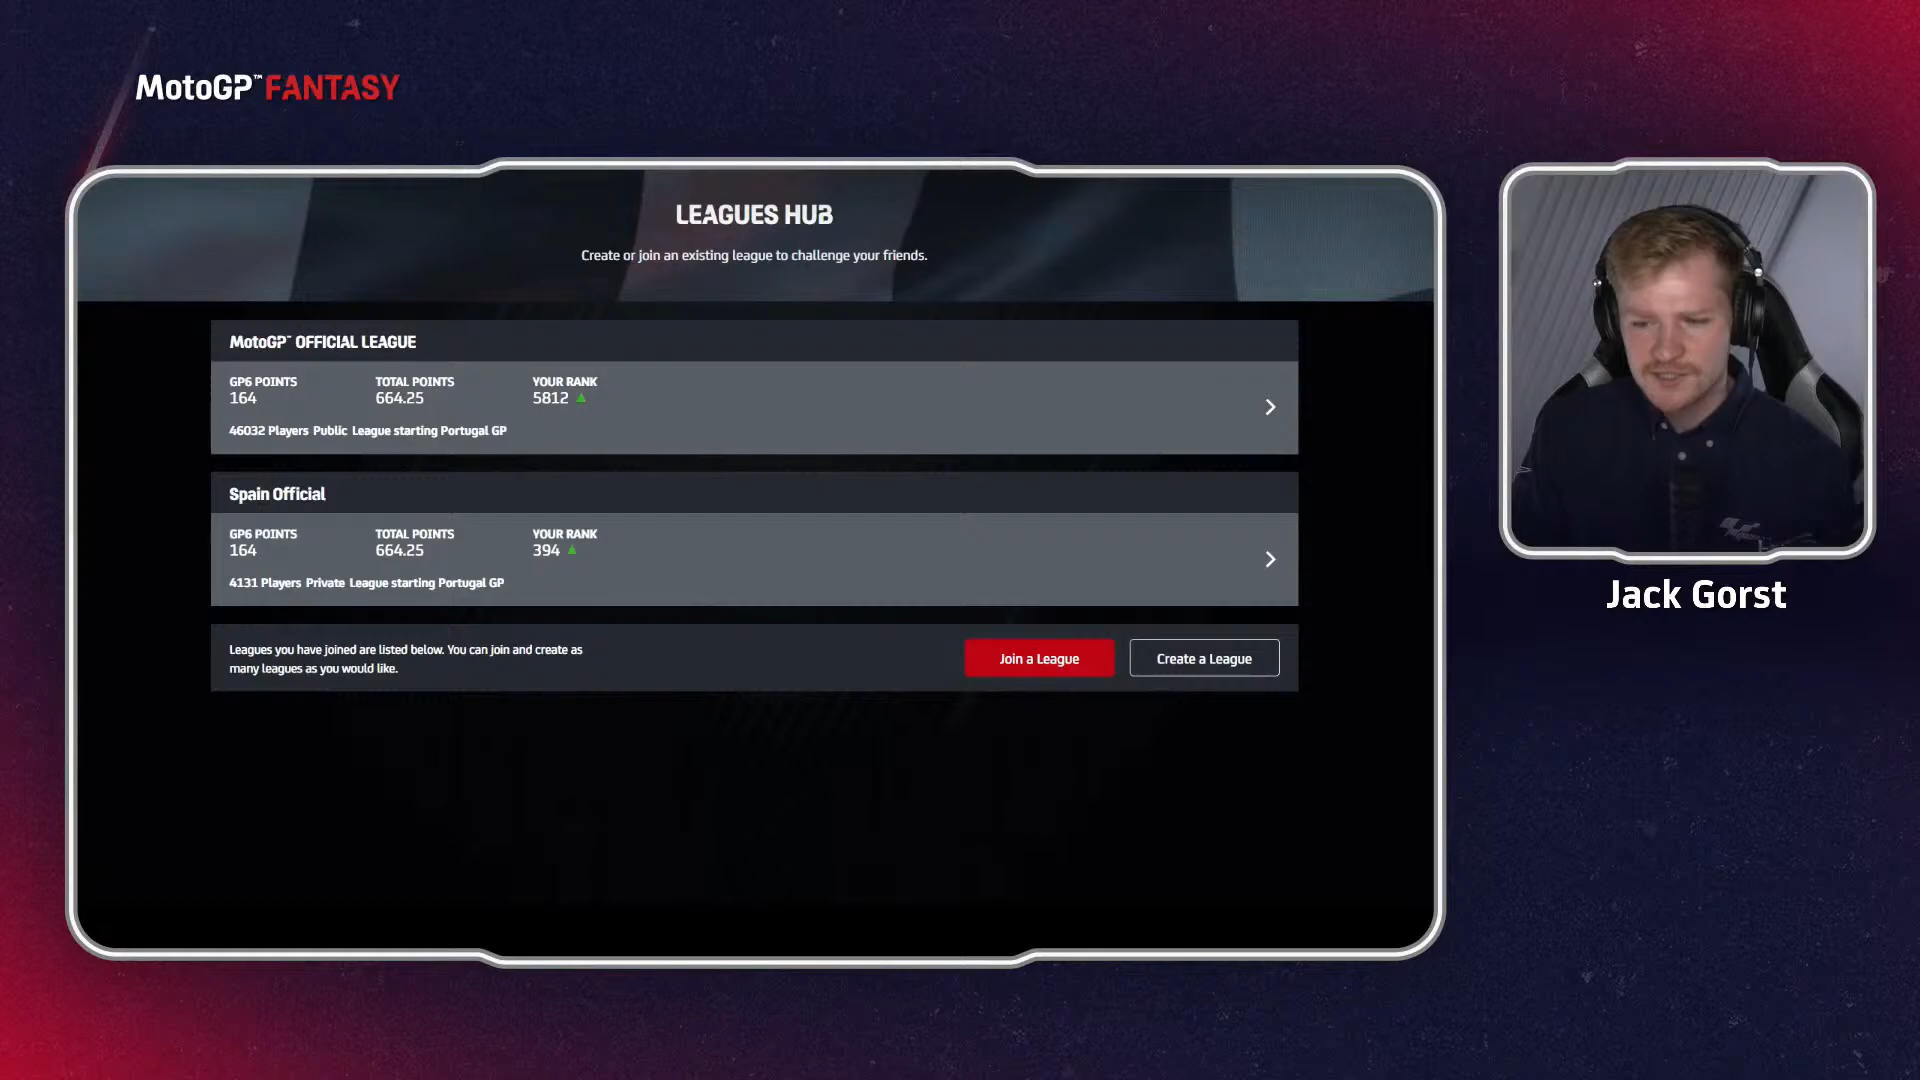 MotoGP™ FANTASY
LEAGUES HUB
Create or join an existing league to challenge your friends.
MotoGP™ OFFICIAL LEAGUE
GP6 POINTS TOTAL POINTS YOUR RANK
164 664.25 5812
46032 Players Public League starting Portugal GP
Spain Official
GP6 POINTS TOTAL POINTS YOUR RANK
164 664.25 394
4131 Players Private League starting Portugal GP
Leagues you have joined are listed below. You can join and create as
many leagues as you would like.
Join a League
Create a League
Jack Gorst